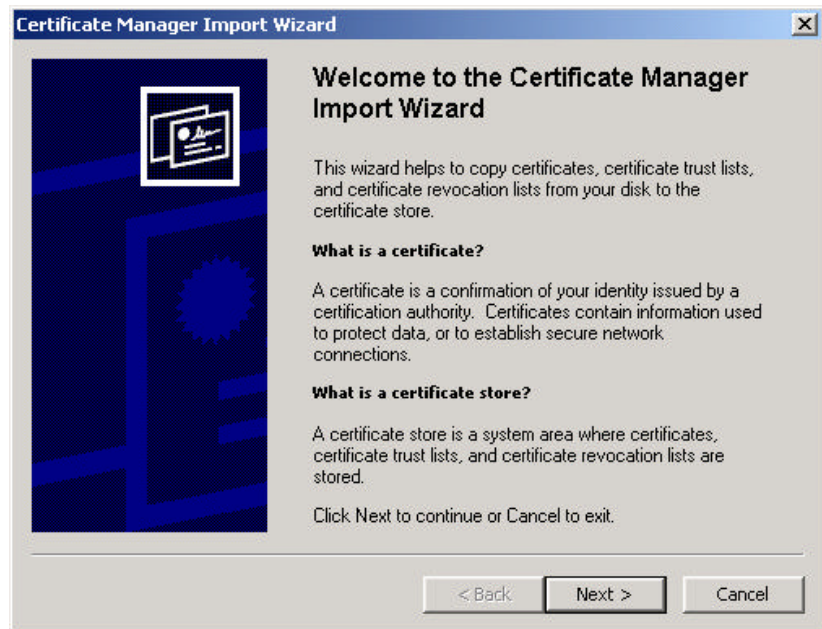 Certificate Manager Import Wizard
Welcome to the Certificate Manager
Import Wizard
This wizard helps to copy certificates, certificate trust lists,
and certificate revocation lists from your disk to the
certificate store.
What is a certificate?
A certificate is a confirmation of your identity issued by a
certification authority. Certificates contain information used
to protect data, or to establish secure network
connections.
What is a certificate store?
A certificate store is a system area where certificates,
certificate trust lists, and certificate revocation lists are
stored.
Click Next to continue or Cancel to exit.
< Back Next > Cancel